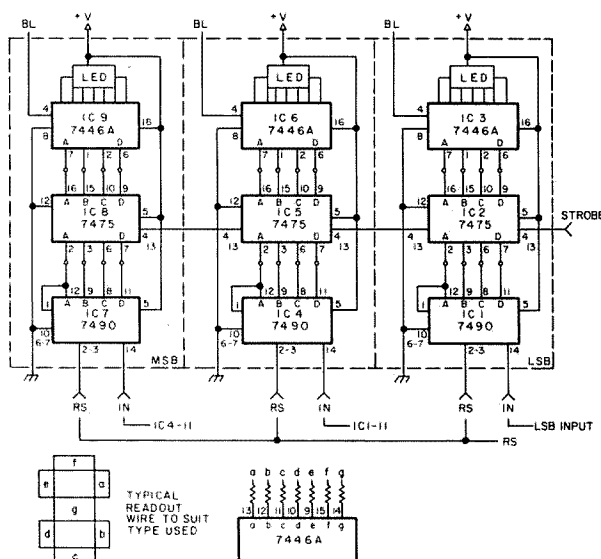 +V +V +V
BL BL BL
LED LED LED
4 IC 9 4 IC 6 4 IC 3
8 7446A 16 8 7446A 16 8 7446A 16
A D A D A D
7 1 2 6 7 1 2 6 7 1 2 6
16 15 10 9 16 15 10 9 16 15 10 9
12 A B C D 5 12 A B C D 5 12 A B C D 5
IC 8 IC 5 IC 2
7475 7475 7475
STROBE
A D 4 4 A D 4 4 A D 4
2 3 6 7 13 13 2 3 6 7 13 13 2 3 6 7 13
12 9 8 11 12 9 8 11 12 9 8 11
1 A B C D 5 1 A B C D 5 1 A B C D 5
IC 7 IC 4 IC 1
7490 7490 7490
10 10 10
6-7 2-3 14 MSB 6-7 2-3 14 6-7 2-3 14 LSB
RS IN RS IN RS IN
IC4-11 IC1-11 LSB INPUT
RS
f
e a
g
d b
c
TYPICAL
READOUT
WIRE TO SUIT
TYPE USED
a b c d e f g
13 12 11 10 9 15 14
a b c d e f g
7446A